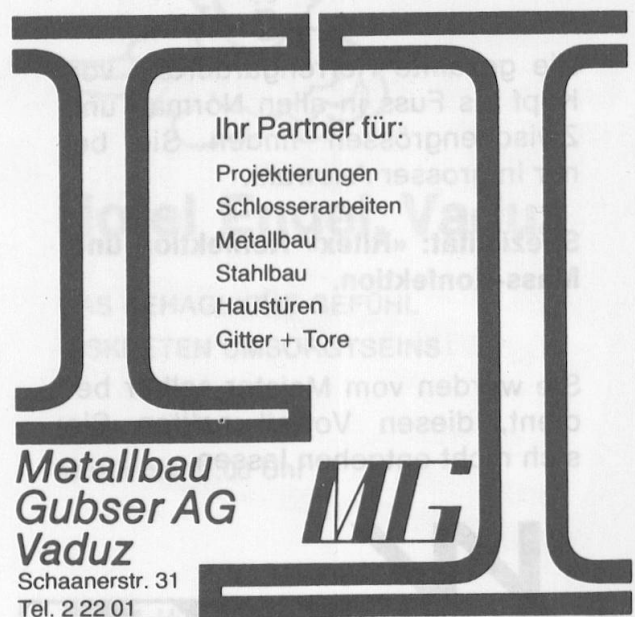 Ihr Partner für:
Projektierungen
Schlosserarbeiten
Metallbau
Stahlbau
Haustüren
Gitter + Tore
Metallbau
Gubser AG
Vaduz
MG
Schaanerstr. 31
Tel. 2 22 01